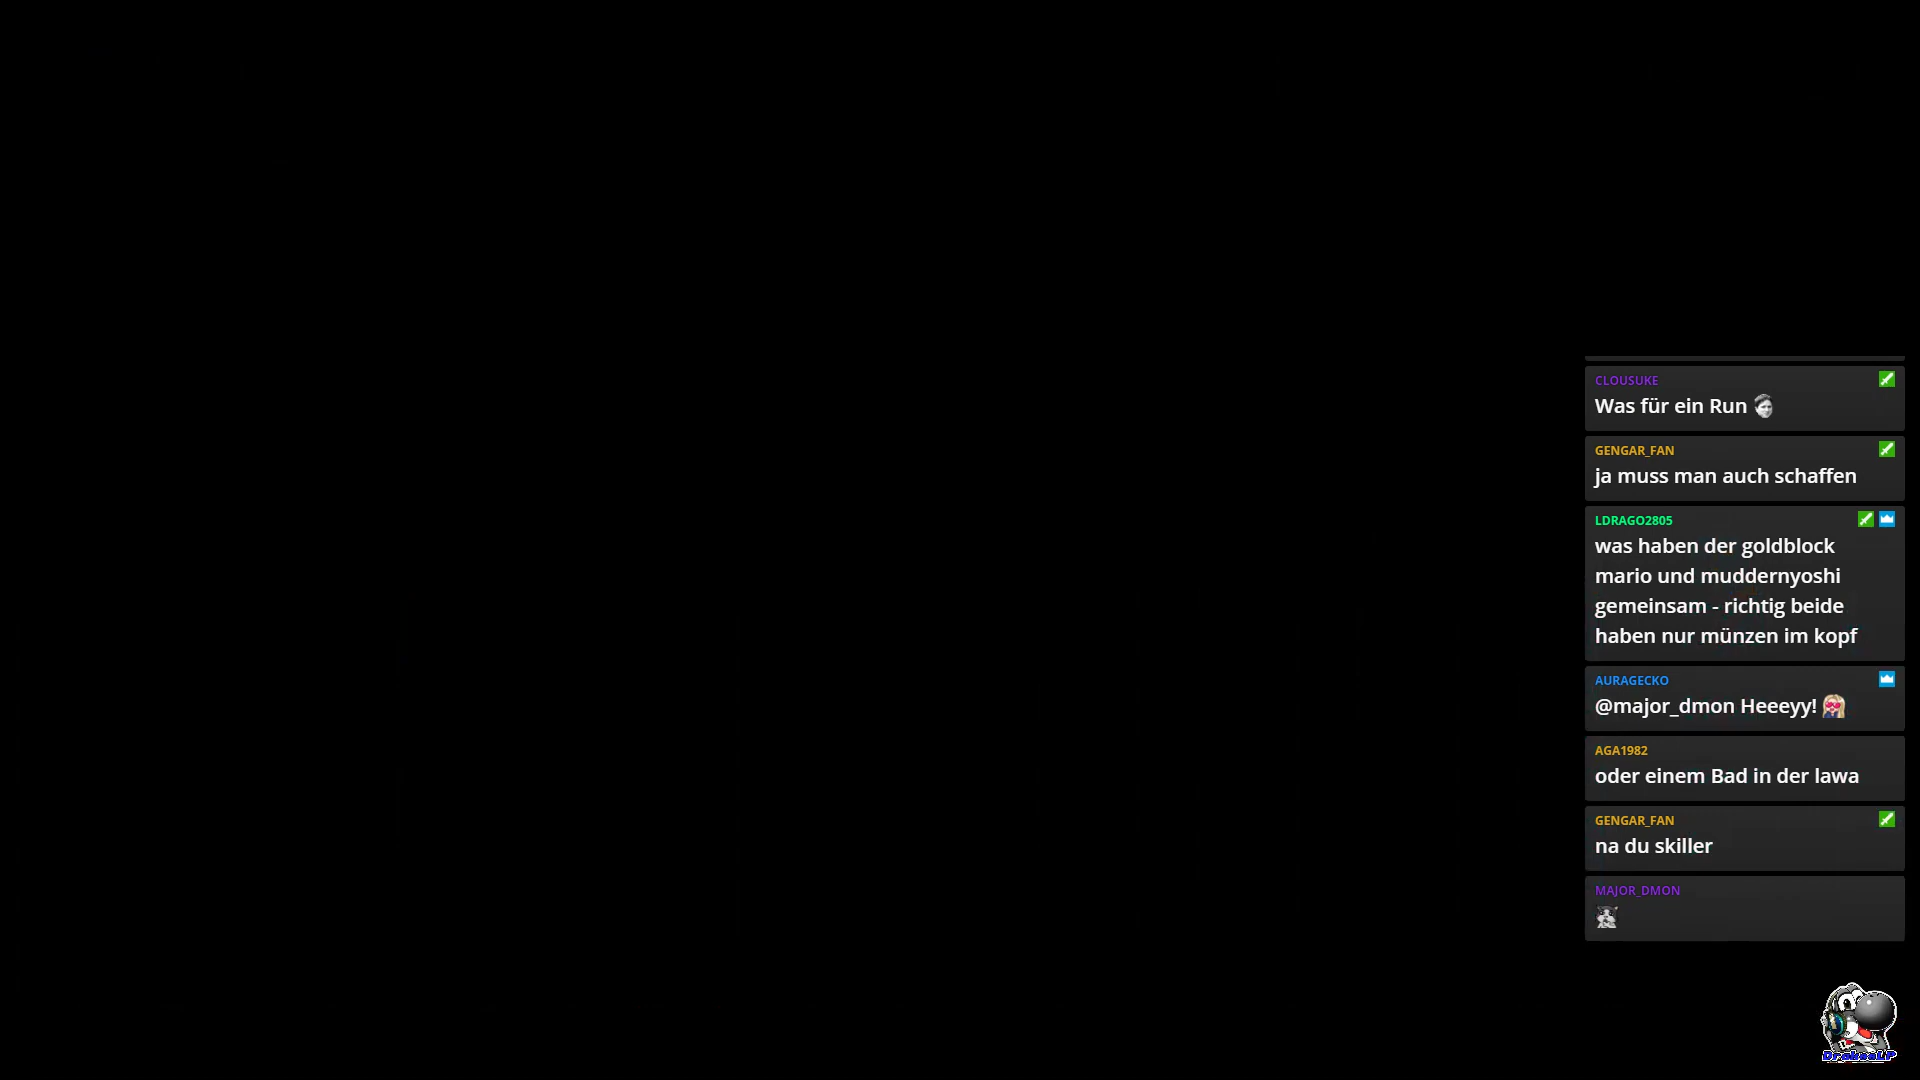 CLOUSUKE
Was für ein Run
GENGAR_FAN
ja muss man auch schaffen
LDRAGO2805
was haben der goldblock
mario und muddernyoshi
gemeinsam - richtig beide
haben nur münzen im kopf
AURAGECKO
@major_dmon Heeeyy!
AGA1982
oder einem Bad in der lawa
GENGAR_FAN
na du skiller
MAJOR_DMON